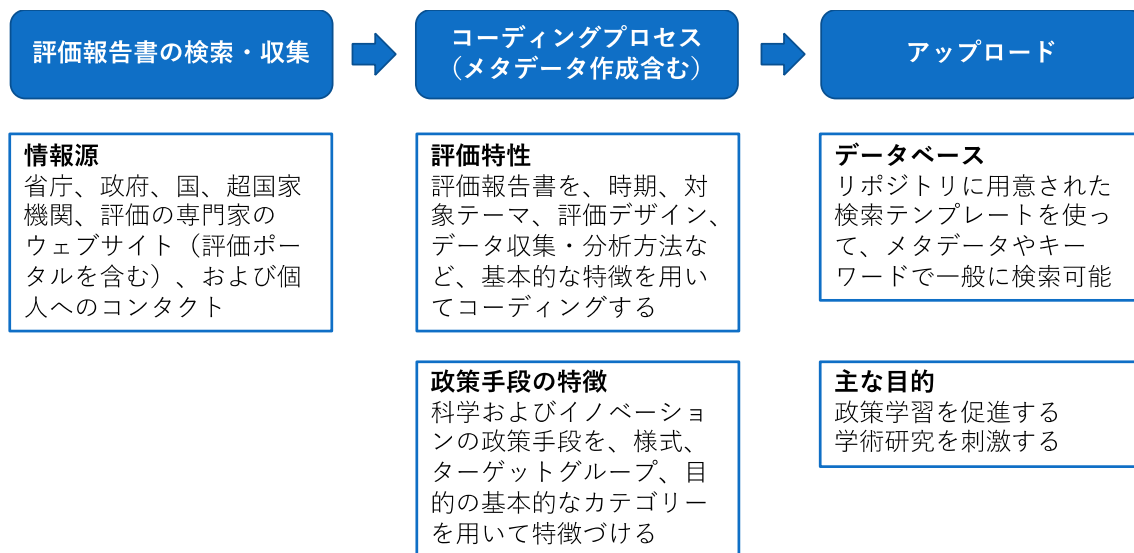 評価報告書の検索・収集
コーディングプロセス
（メタデータ作成含む）
アップロード
情報源
省庁、政府、国、超国家
機関、評価の専門家の
ウェブサイト（評価ポー
タルを含む）、および個
人へのコンタクト
評価特性
評価報告書を、時期、対
象テーマ、評価デザイン、
データ収集・分析方法な
ど、基本的な特徴を用い
てコーディングする
政策手段の特徴
科学およびイノベーショ
ンの政策手段を、様式、
ターゲットグループ、目
的の基本的なカテゴリー
を用いて特徴づける
データベース
リポジトリに用意された
検索テンプレートを使っ
て、メタデータやキー
ワードで一般に検索可能
主な目的
政策学習を促進する
学術研究を刺激する